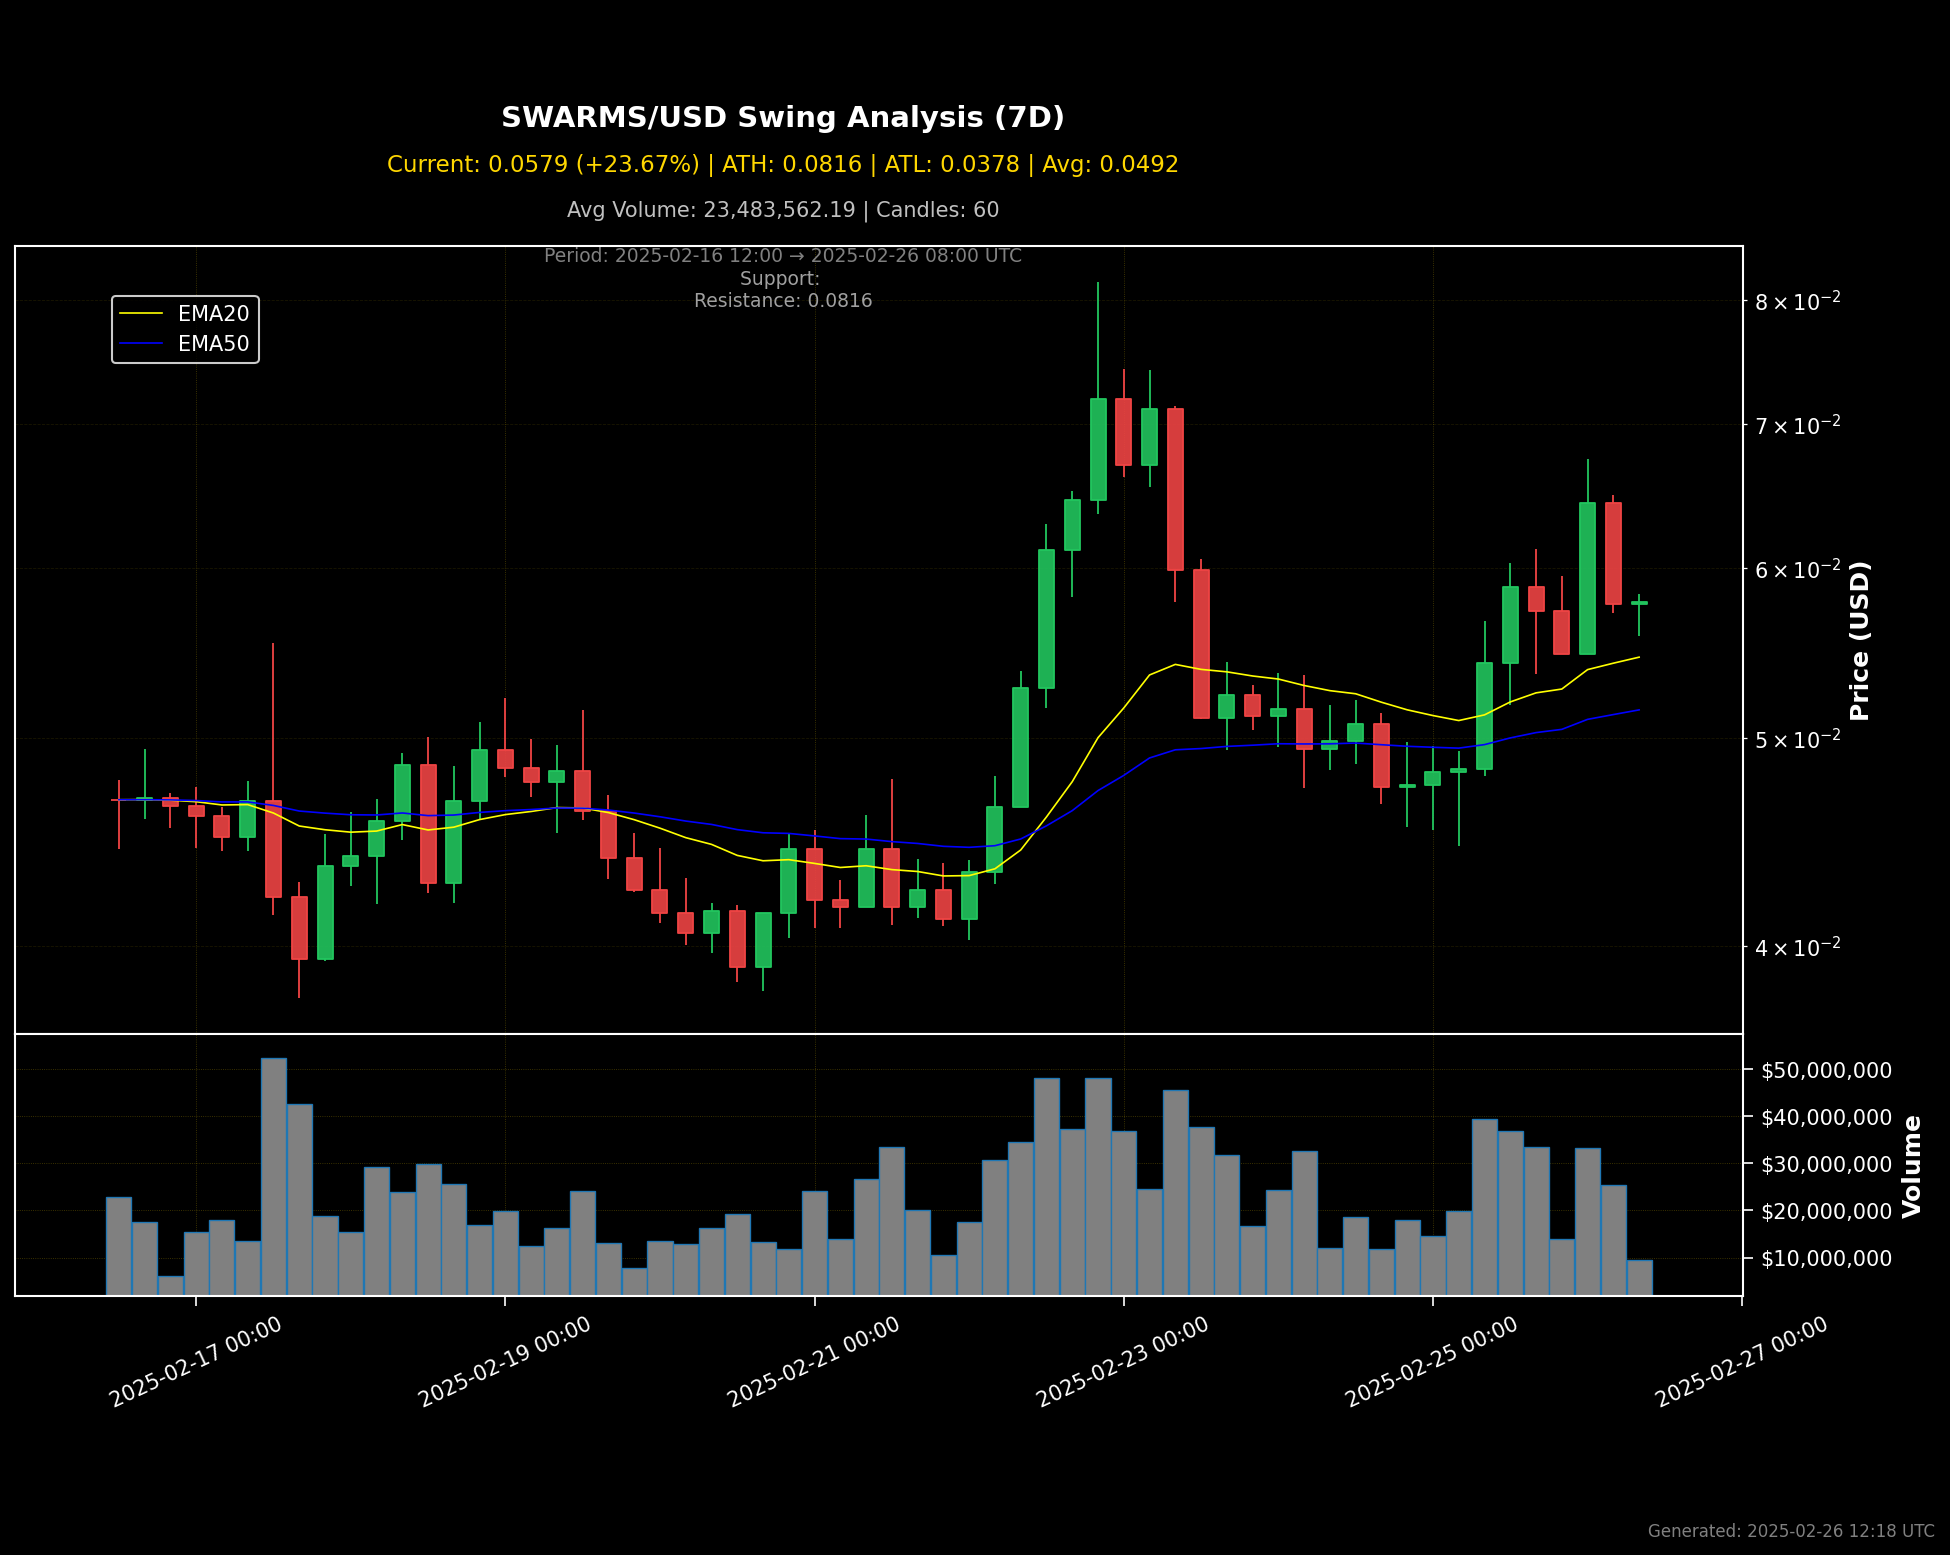 SWARMS/USD Swing Analysis (7D)
Current: 0.0579 (+23.67%) | ATH: 0.0816 | ATL: 0.0378 | Avg: 0.0492
Avg Volume: 23,483,562.19 | Candles: 60
Period: 2025-02-16 12:00 → 2025-02-26 08:00 UTC
Support:
Resistance: 0.0816
EMA20
EMA50
8 × 10⁻²
7 × 10⁻²
6 × 10⁻²
5 × 10⁻²
4 × 10⁻²
Price (USD)
$50,000,000
$40,000,000
$30,000,000
$20,000,000
$10,000,000
Volume
2025-02-17 00:00
2025-02-19 00:00
2025-02-21 00:00
2025-02-23 00:00
2025-02-25 00:00
2025-02-27 00:00
Generated: 2025-02-26 12:18 UTC